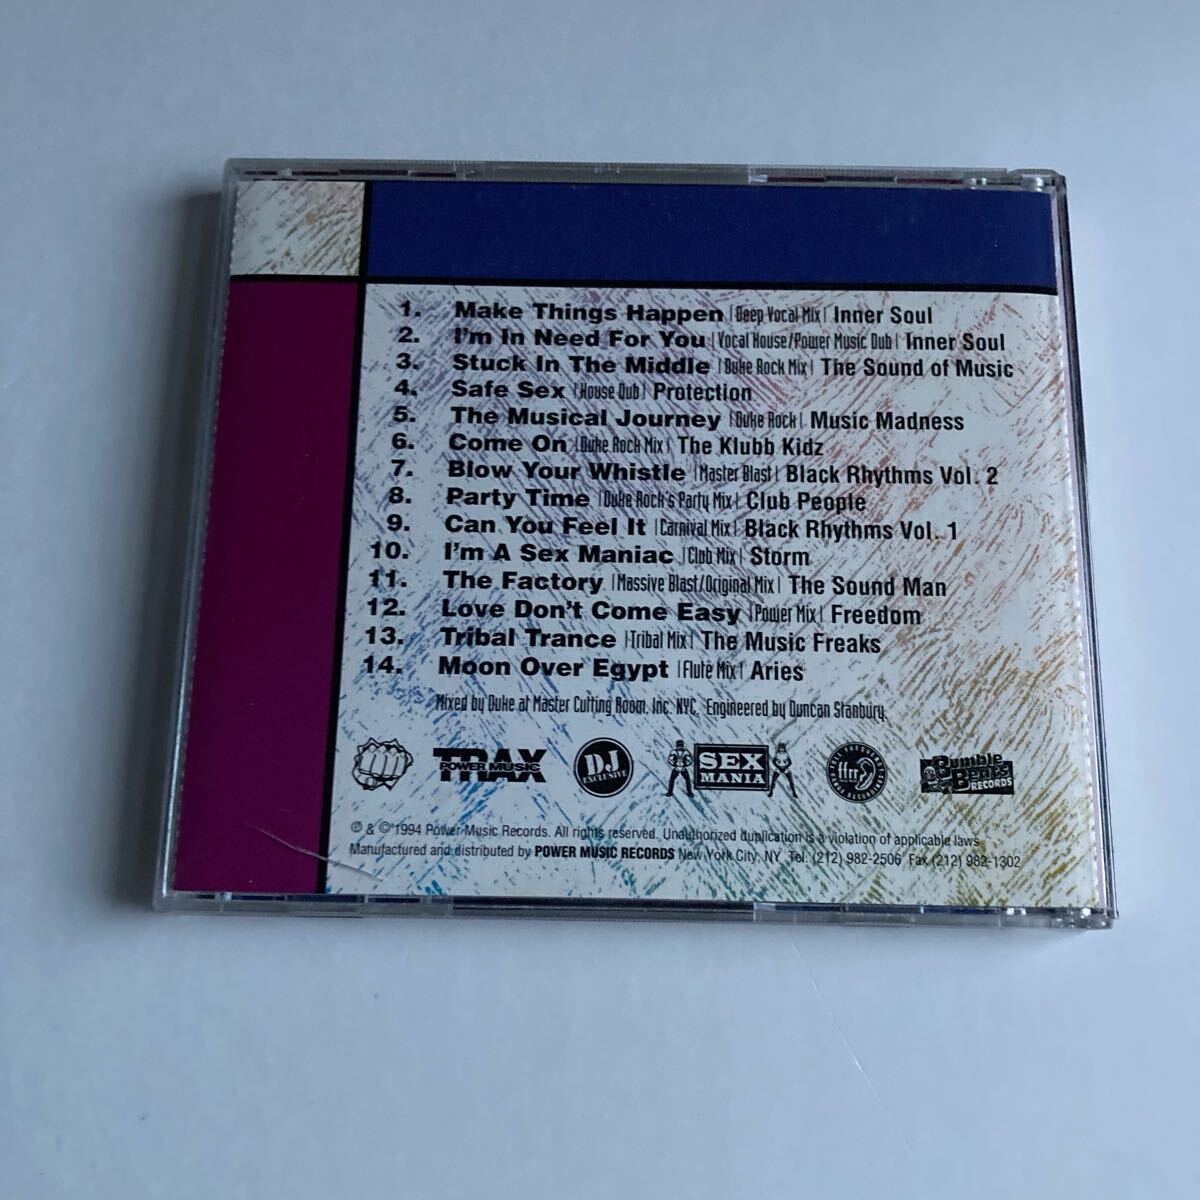 1. Make Things Happen |Deep Vocal Mix| Inner Soul
2. I'm In Need For You |Vocal House/Power Music Dub| Inner Soul
3. Stuck In The Middle |Duke Rock Mix| The Sound of Music
4. Safe Sex |House Dub| Protection
5. The Musical Journey |Duke Rock| Music Madness
6. Come On |Duke Rock Mix| The Klubb Kidz
7. Blow Your Whistle |Master Blast| Black Rhythms Vol. 2
8. Party Time |Duke Rock's Party Mix| Club People
9. Can You Feel It |Carnival Mix| Black Rhythms Vol. 1
10. I'm A Sex Maniac |Club Mix| Storm
11. The Factory |Massive Blast/Original Mix| The Sound Man
12. Love Don't Come Easy |Power Mix| Freedom
13. Tribal Trance |Tribal Mix| The Music Freaks
14. Moon Over Egypt |Flute Mix| Aries
Mixed by Duke at Master Cutting Room, Inc. NYC. Engineered by Duncan Stanbury.
TRAX
POWER MUSIC
DJ
EXCLUSIVE
SEX
MANIA
Bumble
Beats
RECORDS
℗ & © 1994 Power Music Records. All rights reserved. Unauthorized duplication is a violation of applicable laws
Manufactured and distributed by POWER MUSIC RECORDS New York City, NY Tel. (212) 982-2506 Fax (212) 982-1302